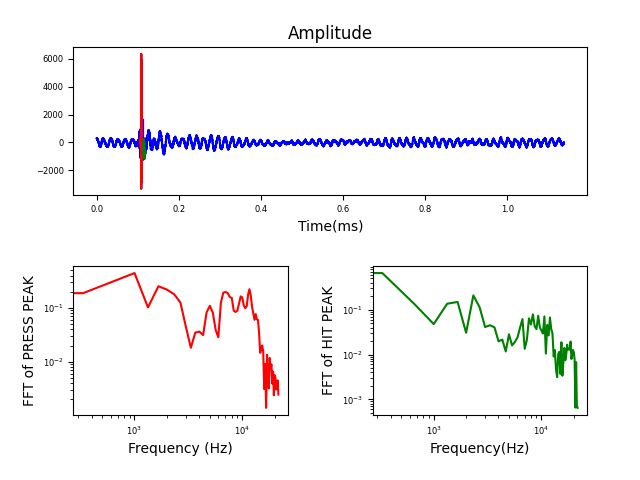 Amplitude
6000
4000
2000
0
−2000
0.0 0.2 0.4 0.6 0.8 1.0
Time(ms)
FFT of PRESS PEAK
10⁻¹
10⁻²
10³ 10⁴
Frequency (Hz)
FFT of HIT PEAK
10⁻¹
10⁻²
10⁻³
10³ 10⁴
Frequency(Hz)